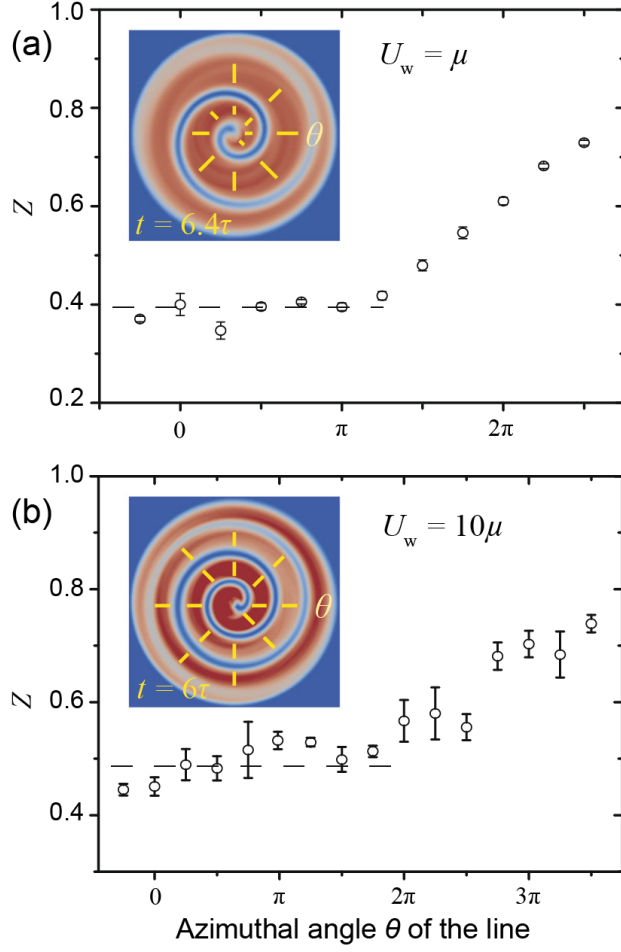 (a)
1.0
U_w = μ
0.8
θ
Z
0.6
t = 6.4τ
0.4
0.2
0
π
2π
(b)
1.0
U_w = 10μ
0.8
θ
Z
t = 6τ
0.6
0.4
0
π
2π
3π
Azimuthal angle θ of the line